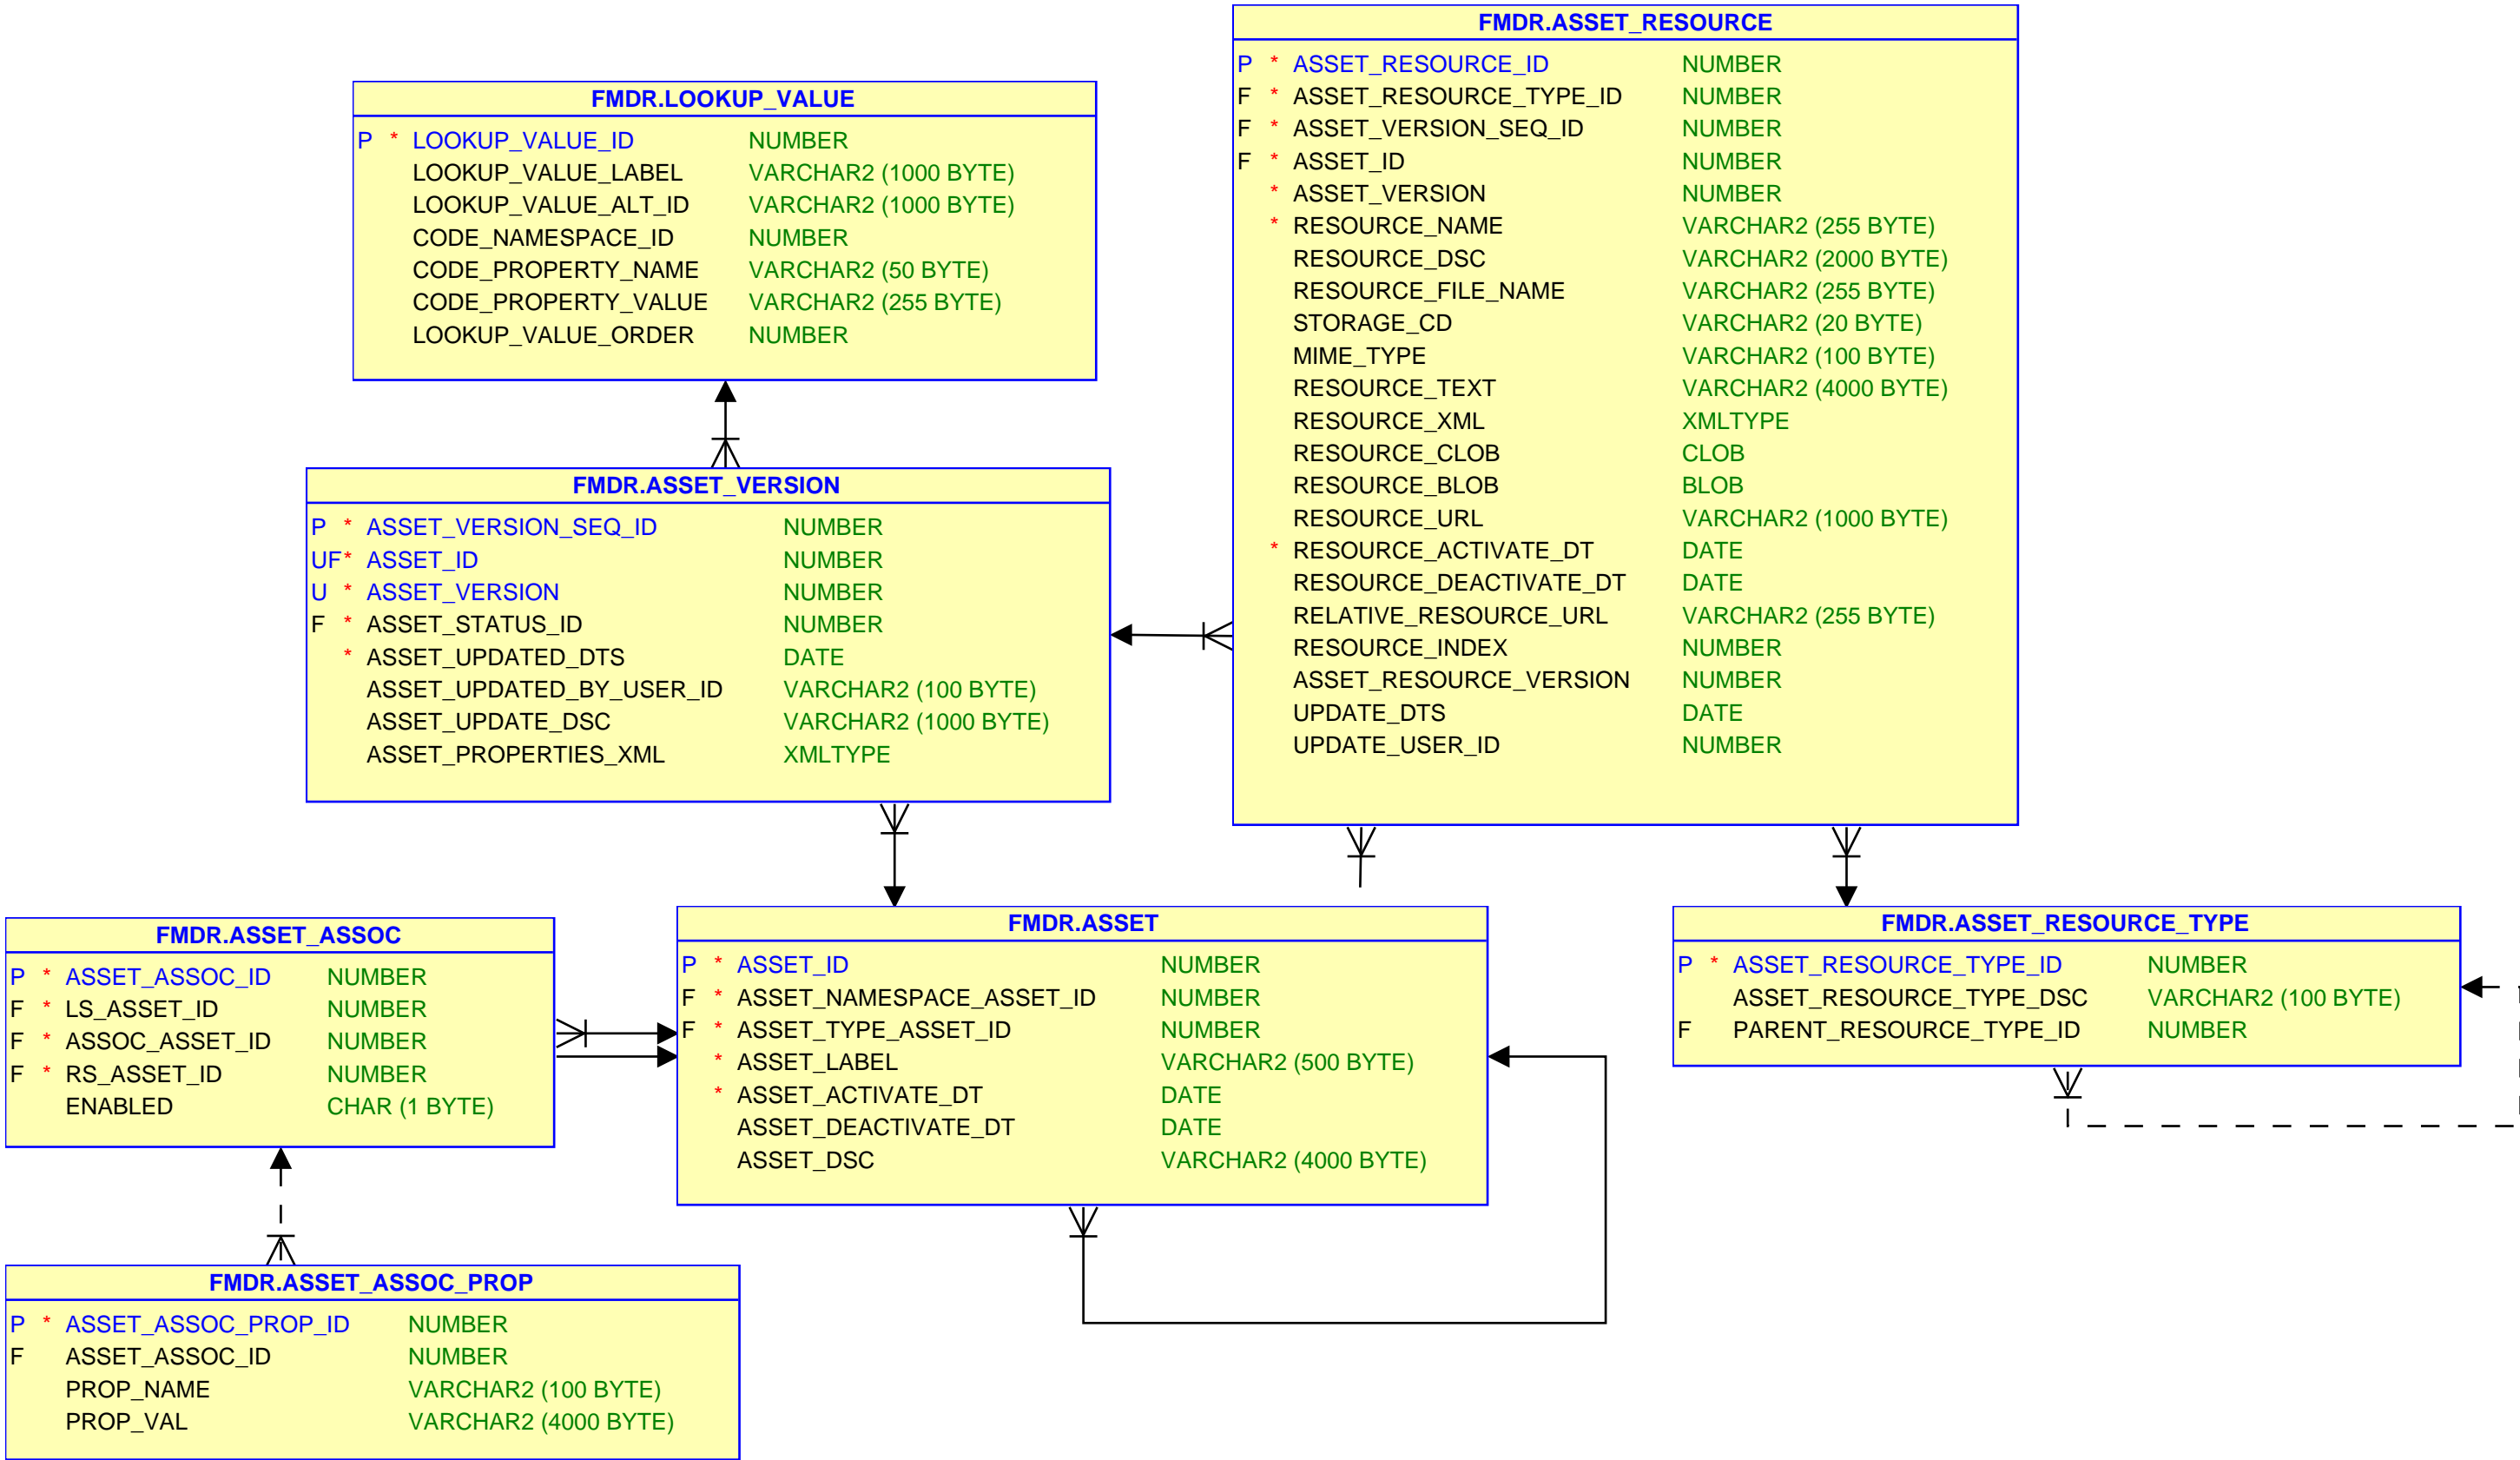 FMDR.LOOKUP_VALUE
P * LOOKUP_VALUE_ID NUMBER
LOOKUP_VALUE_LABEL VARCHAR2 (1000 BYTE)
LOOKUP_VALUE_ALT_ID VARCHAR2 (1000 BYTE)
CODE_NAMESPACE_ID NUMBER
CODE_PROPERTY_NAME VARCHAR2 (50 BYTE)
CODE_PROPERTY_VALUE VARCHAR2 (255 BYTE)
LOOKUP_VALUE_ORDER NUMBER
FMDR.ASSET_RESOURCE
P * ASSET_RESOURCE_ID NUMBER
F * ASSET_RESOURCE_TYPE_ID NUMBER
F * ASSET_VERSION_SEQ_ID NUMBER
F * ASSET_ID NUMBER
* ASSET_VERSION NUMBER
* RESOURCE_NAME VARCHAR2 (255 BYTE)
RESOURCE_DSC VARCHAR2 (2000 BYTE)
RESOURCE_FILE_NAME VARCHAR2 (255 BYTE)
STORAGE_CD VARCHAR2 (20 BYTE)
MIME_TYPE VARCHAR2 (100 BYTE)
RESOURCE_TEXT VARCHAR2 (4000 BYTE)
RESOURCE_XML XMLTYPE
RESOURCE_CLOB CLOB
RESOURCE_BLOB BLOB
RESOURCE_URL VARCHAR2 (1000 BYTE)
* RESOURCE_ACTIVATE_DT DATE
RESOURCE_DEACTIVATE_DT DATE
RELATIVE_RESOURCE_URL VARCHAR2 (255 BYTE)
RESOURCE_INDEX NUMBER
ASSET_RESOURCE_VERSION NUMBER
UPDATE_DTS DATE
UPDATE_USER_ID NUMBER
FMDR.ASSET_VERSION
P * ASSET_VERSION_SEQ_ID NUMBER
UF* ASSET_ID NUMBER
U * ASSET_VERSION NUMBER
F * ASSET_STATUS_ID NUMBER
* ASSET_UPDATED_DTS DATE
ASSET_UPDATED_BY_USER_ID VARCHAR2 (100 BYTE)
ASSET_UPDATE_DSC VARCHAR2 (1000 BYTE)
ASSET_PROPERTIES_XML XMLTYPE
FMDR.ASSET_ASSOC
P * ASSET_ASSOC_ID NUMBER
F * LS_ASSET_ID NUMBER
F * ASSOC_ASSET_ID NUMBER
F * RS_ASSET_ID NUMBER
ENABLED CHAR (1 BYTE)
FMDR.ASSET
P * ASSET_ID NUMBER
F * ASSET_NAMESPACE_ASSET_ID NUMBER
F * ASSET_TYPE_ASSET_ID NUMBER
* ASSET_LABEL VARCHAR2 (500 BYTE)
* ASSET_ACTIVATE_DT DATE
ASSET_DEACTIVATE_DT DATE
ASSET_DSC VARCHAR2 (4000 BYTE)
FMDR.ASSET_RESOURCE_TYPE
P * ASSET_RESOURCE_TYPE_ID NUMBER
ASSET_RESOURCE_TYPE_DSC VARCHAR2 (100 BYTE)
F PARENT_RESOURCE_TYPE_ID NUMBER
FMDR.ASSET_ASSOC_PROP
P * ASSET_ASSOC_PROP_ID NUMBER
F ASSET_ASSOC_ID NUMBER
PROP_NAME VARCHAR2 (100 BYTE)
PROP_VAL VARCHAR2 (4000 BYTE)